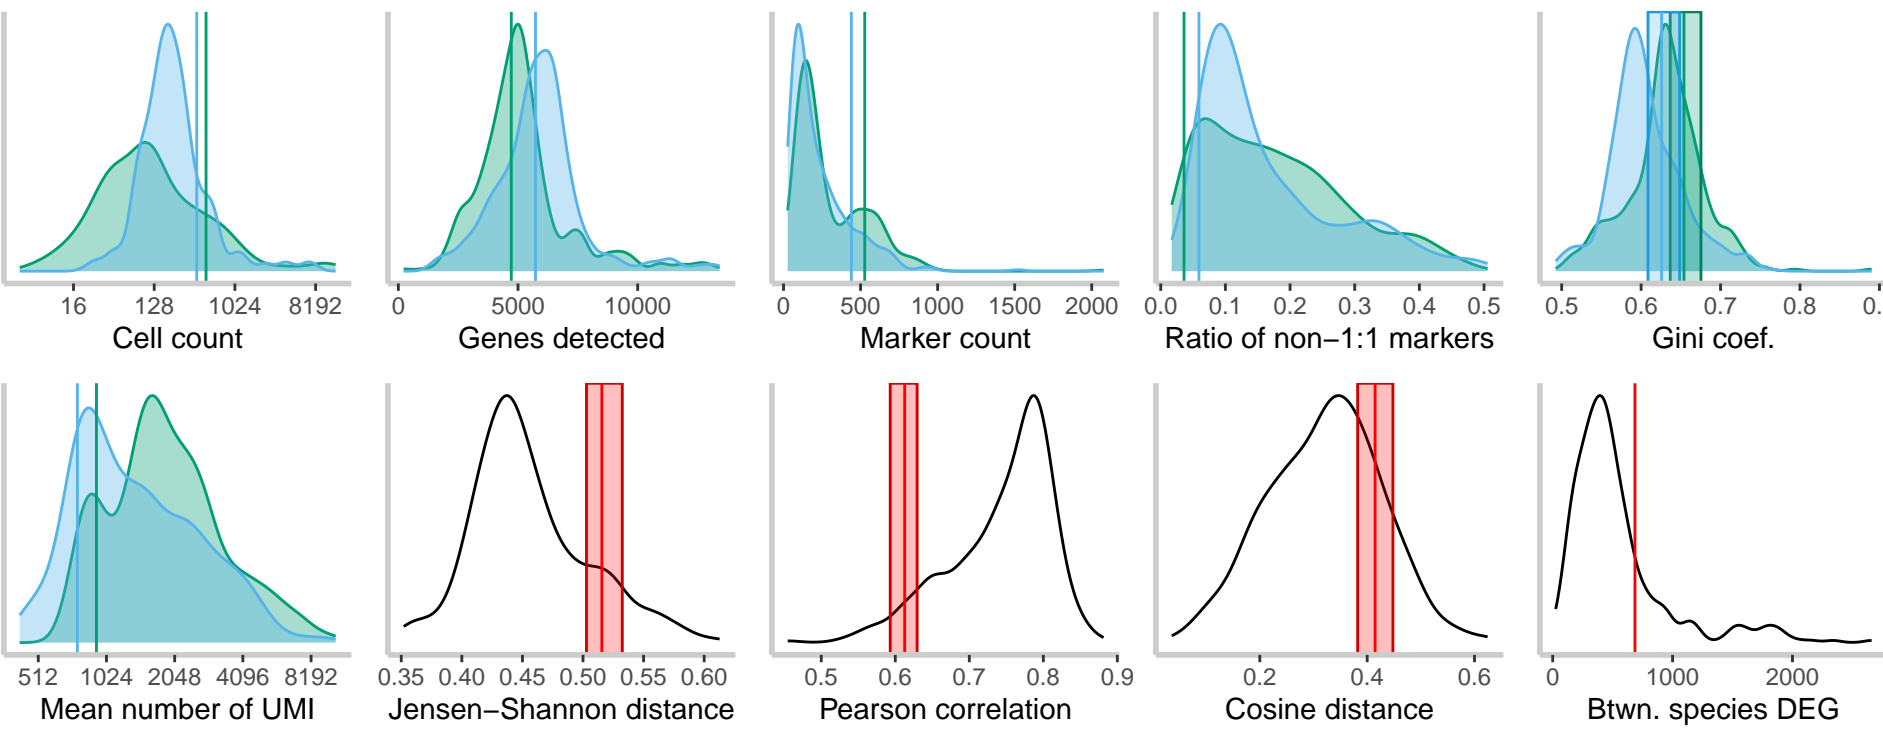 16 128 1024 8192
Cell count
0 5000 10000
Genes detected
0 500 1000 1500 2000
Marker count
0.0 0.1 0.2 0.3 0.4 0.5
Ratio of non−1:1 markers
0.5 0.6 0.7 0.8 0.
Gini coef.
512 1024 2048 4096 8192
Mean number of UMI
0.35 0.40 0.45 0.50 0.55 0.60
Jensen−Shannon distance
0.5 0.6 0.7 0.8 0.9
Pearson correlation
0.2 0.4 0.6
Cosine distance
0 1000 2000
Btwn. species DEG